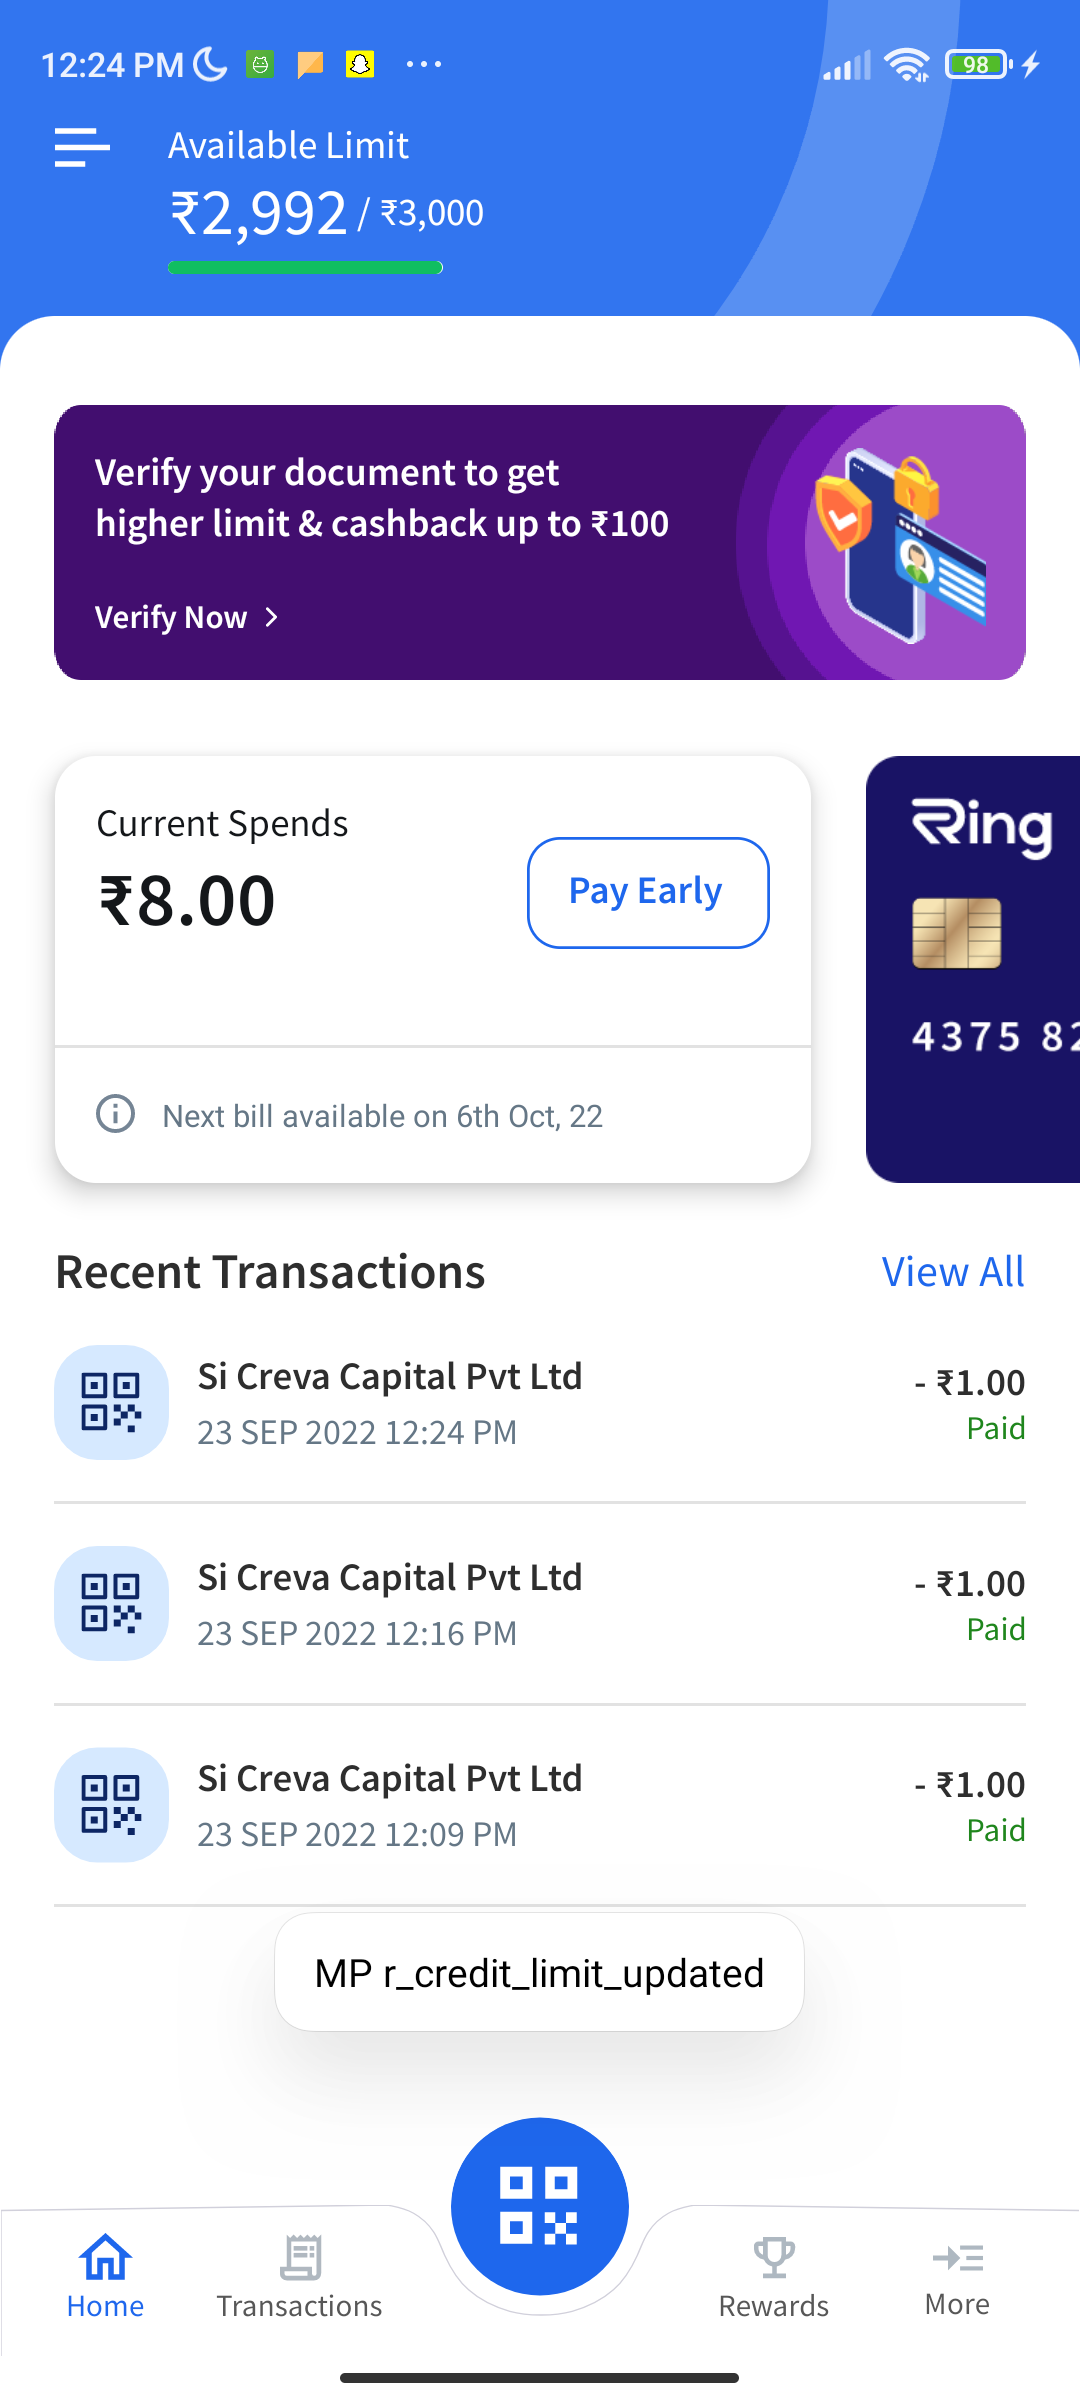 12:24 PM
98
Available Limit
₹2,992 / ₹3,000
Verify your document to get
higher limit & cashback up to ₹100
Verify Now
Current Spends
₹8.00
Pay Early
Next bill available on 6th Oct, 22
Ring
4375 82
Recent Transactions
View All
Si Creva Capital Pvt Ltd
- ₹1.00
23 SEP 2022 12:24 PM
Paid
Si Creva Capital Pvt Ltd
- ₹1.00
23 SEP 2022 12:16 PM
Paid
Si Creva Capital Pvt Ltd
- ₹1.00
23 SEP 2022 12:09 PM
Paid
MP r_credit_limit_updated
Home
Transactions
Rewards
More